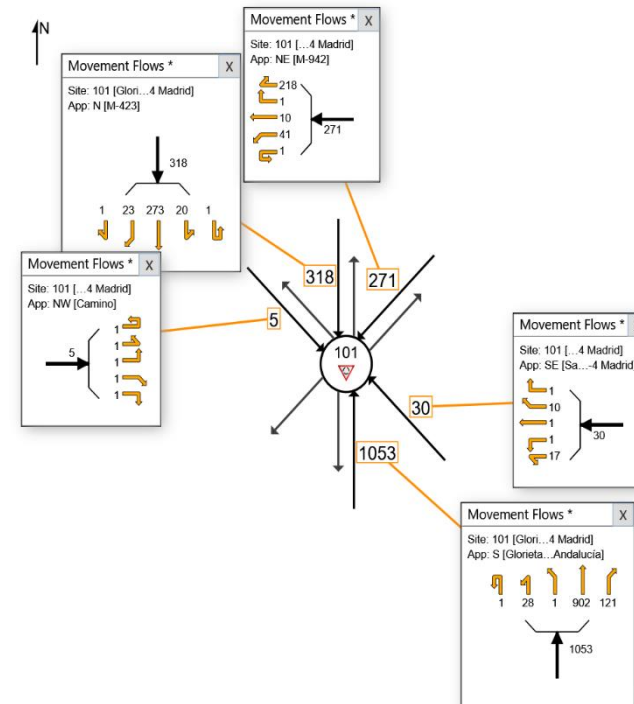 N
Movement Flows * X
Site: 101 [Glori...4 Madrid]
App: N [M-423]
318
1 23 273 20 1
Movement Flows * X
Site: 101 [...4 Madrid]
App: NE [M-942]
218
1
10
41
1
271
Movement Flows * X
Site: 101 [...4 Madrid]
App: NW [Camino]
5
1
1
1
1
1
318
271
5
101
30
1053
Movement Flows * X
Site: 101 [...4 Madrid]
App: SE [Sa...-4 Madrid]
1
10
1
1
17
30
Movement Flows * X
Site: 101 [Glori...4 Madrid]
App: S [Glorieta...Andalucía]
1 28 1 902 121
1053